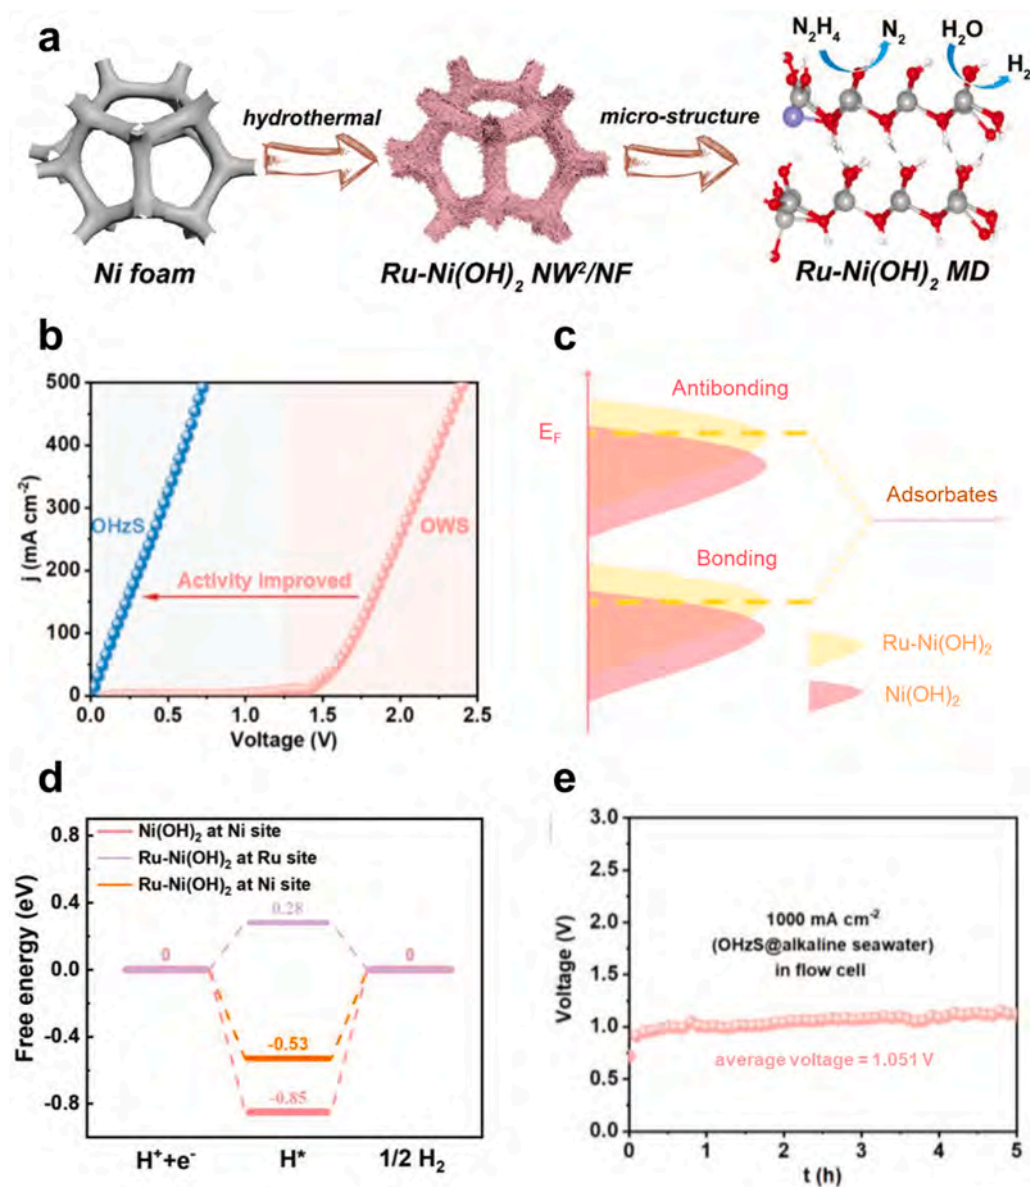 a
N₂H₄ N₂ H₂O H₂
hydrothermal
micro-structure
Ni foam
Ru-Ni(OH)₂ NW²/NF
Ru-Ni(OH)₂ MD
b
j (mA cm⁻²)
500
400
300
200
100
0
OHzS
OWS
Activity improved
0.0 0.5 1.0 1.5 2.0 2.5
Voltage (V)
c
Antibonding
E_F
Adsorbates
Bonding
Ru-Ni(OH)₂
Ni(OH)₂
d
Free energy (eV)
0.8
0.4
0.0
-0.4
-0.8
Ni(OH)₂ at Ni site
Ru-Ni(OH)₂ at Ru site
Ru-Ni(OH)₂ at Ni site
0.28
0
0
-0.53
-0.85
H⁺+e⁻ H* 1/2 H₂
e
Voltage (V)
3.0
2.5
2.0
1.5
1.0
0.5
0.0
1000 mA cm⁻²
(OHzS@alkaline seawater)
in flow cell
average voltage = 1.051 V
0 1 2 3 4 5
t (h)